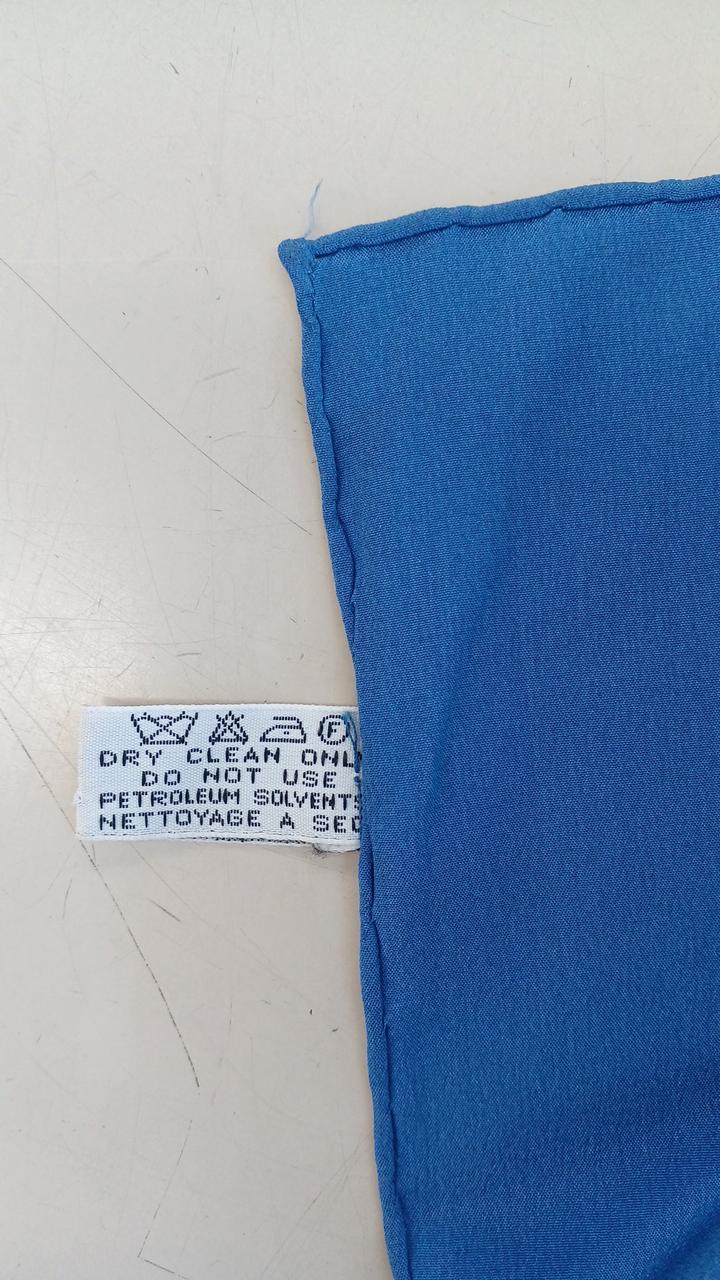 F
DRY CLEAN ONL
DO NOT USE
PETROLEUM SOLVENTS
NETTOYAGE A SEC